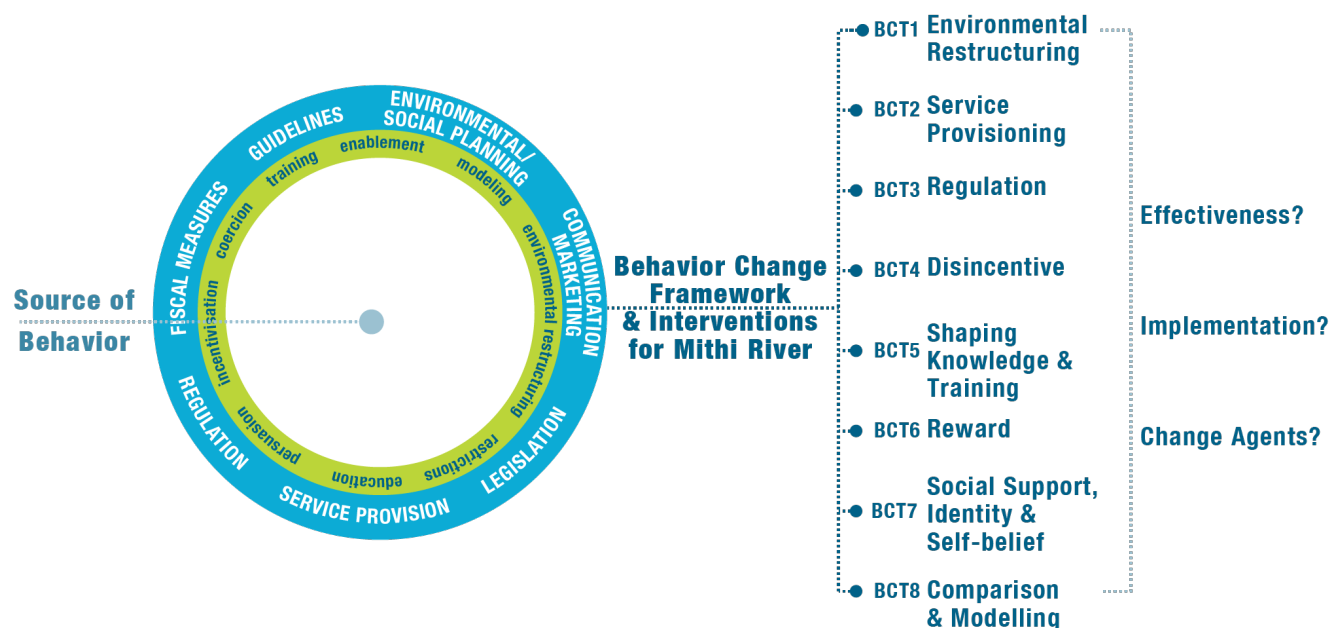 Source of
Behavior
GUIDELINES
ENVIRONMENTAL/
SOCIAL PLANNING
COMMUNICATION/
MARKETING
LEGISLATION
SERVICE PROVISION
REGULATION
FISCAL MEASURES
enablement
modeling
environmental restructuring
restrictions
education
persuasion
incentivisation
coercion
training
Behavior Change
Framework
& Interventions
for Mithi River
BCT1 Environmental
Restructuring
BCT2 Service
Provisioning
BCT3 Regulation
BCT4 Disincentive
BCT5 Shaping
Knowledge &
Training
BCT6 Reward
BCT7 Social Support,
Identity &
Self-belief
BCT8 Comparison
& Modelling
Effectiveness?
Implementation?
Change Agents?